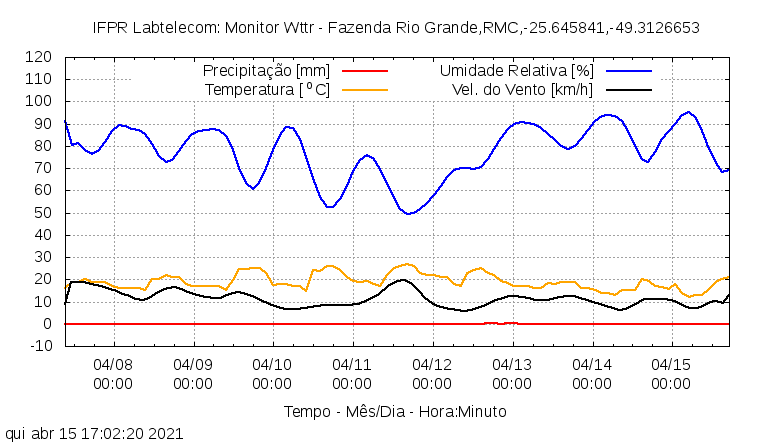 IFPR Labtelecom: Monitor Wttr - Fazenda Rio Grande,RMC,-25.645841,-49.3126653
Precipitação [mm]
Temperatura [ ⁰C]
Umidade Relativa [%]
Vel. do Vento [km/h]
120
110
100
90
80
70
60
50
40
30
20
10
0
-10
04/08 04/09 04/10 04/11 04/12 04/13 04/14 04/15
00:00 00:00 00:00 00:00 00:00 00:00 00:00 00:00
Tempo - Mês/Dia - Hora:Minuto
qui abr 15 17:02:20 2021